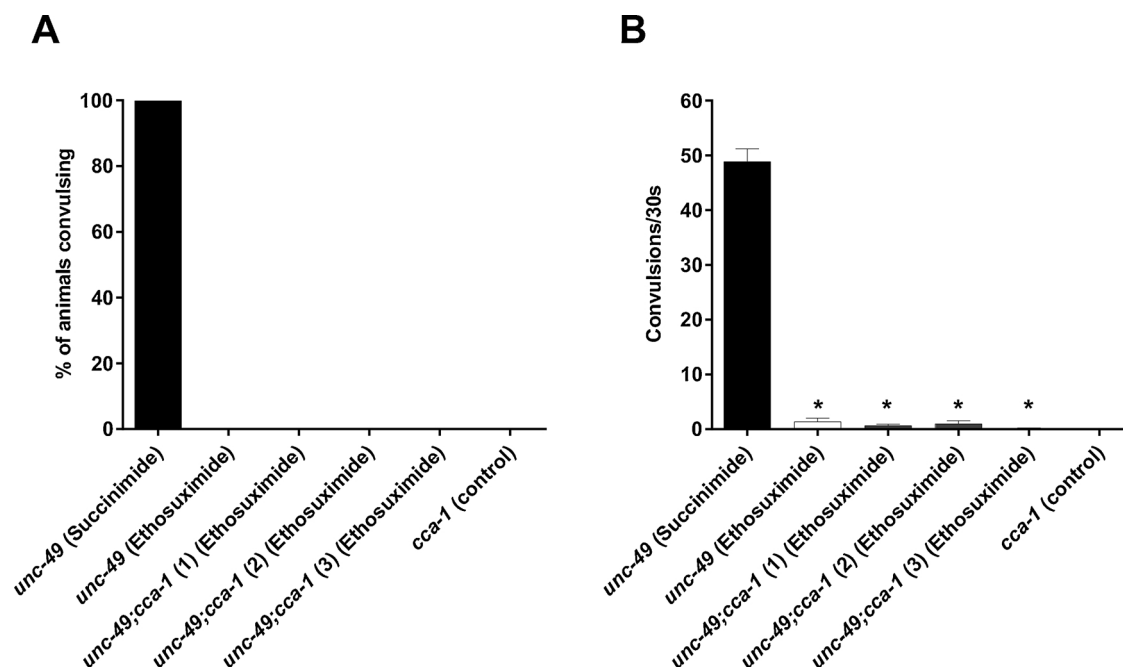 A
% of animals convulsing
100
80
60
40
20
0
unc-49 (Succinimide)
unc-49 (Ethosuximide)
unc-49;cca-1 (1) (Ethosuximide)
unc-49;cca-1 (2) (Ethosuximide)
unc-49;cca-1 (3) (Ethosuximide)
cca-1 (control)
B
Convulsions/30s
60
50
40
30
20
10
0
* * * *
unc-49 (Succinimide)
unc-49 (Ethosuximide)
unc-49;cca-1 (1) (Ethosuximide)
unc-49;cca-1 (2) (Ethosuximide)
unc-49;cca-1 (3) (Ethosuximide)
cca-1 (control)